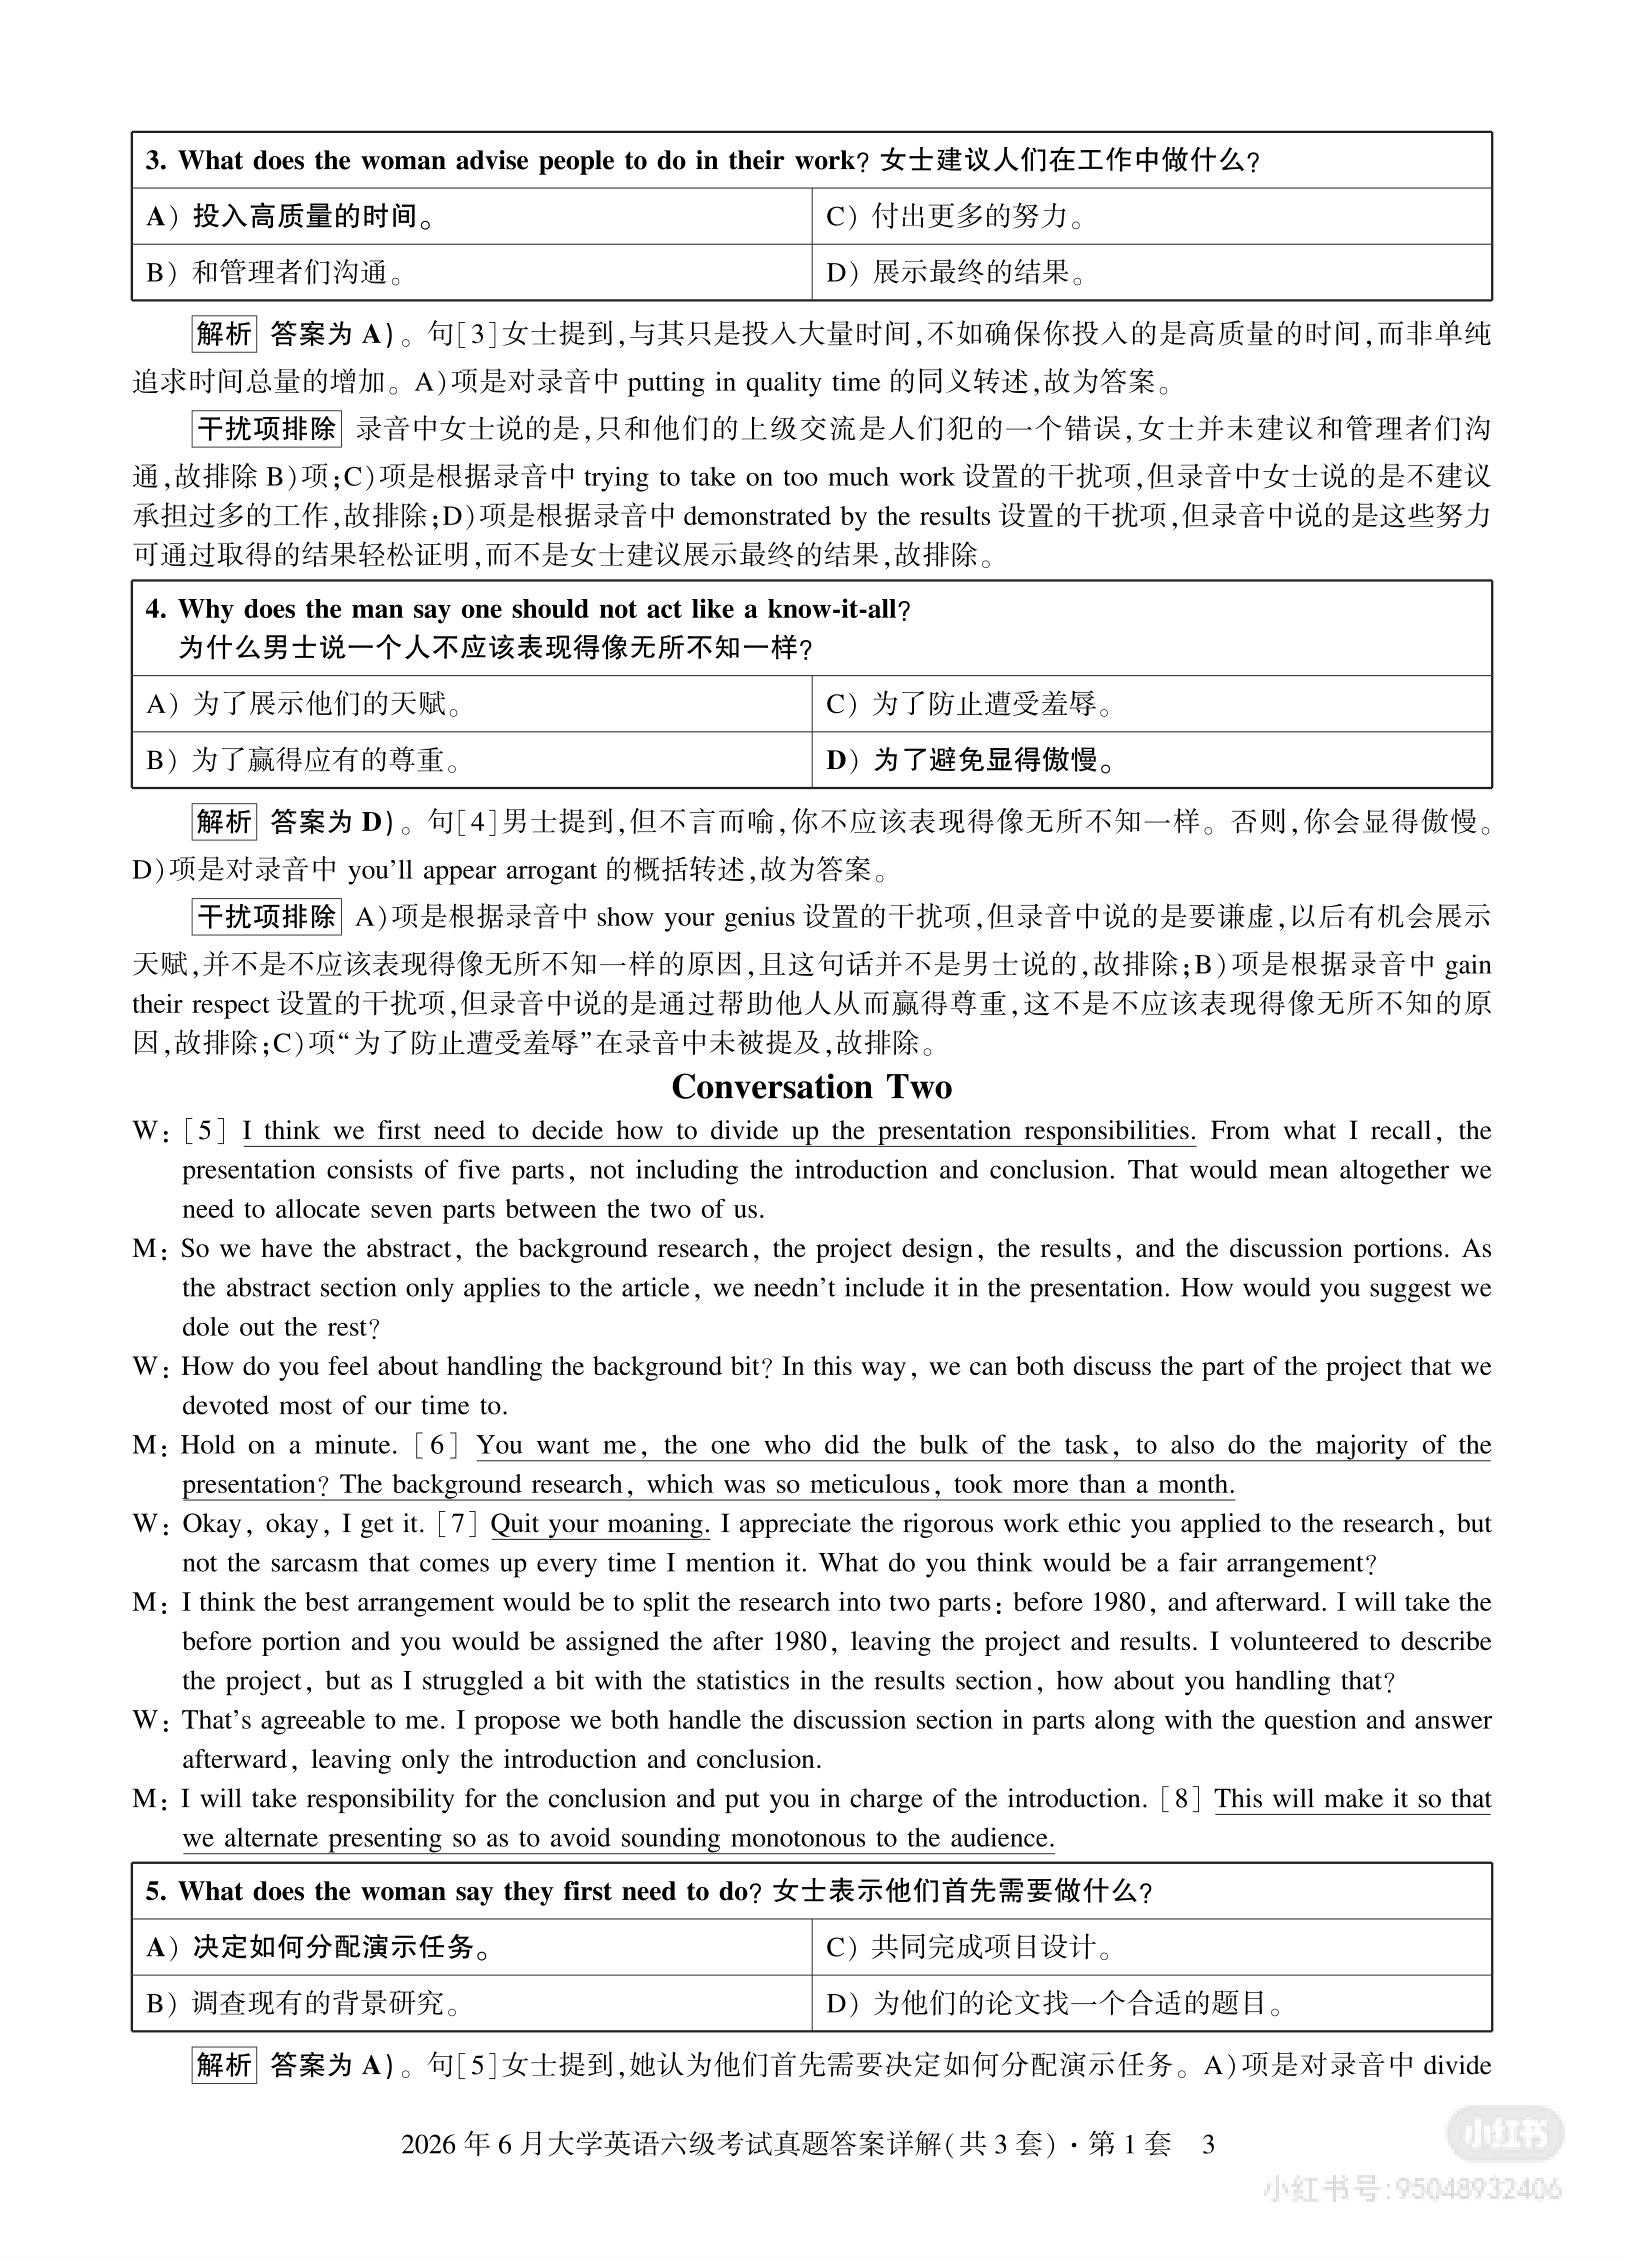 3. What does the woman advise people to do in their work? 女士建议人们在工作中做什么?
A) 投入高质量的时间。
C) 付出更多的努力。
B) 和管理者们沟通。
D) 展示最终的结果。
解析 答案为 A)。句[3]女士提到,与其只是投入大量时间,不如确保你投入的是高质量的时间,而非单纯
追求时间总量的增加。A)项是对录音中 putting in quality time 的同义转述,故为答案。
干扰项排除 录音中女士说的是,只和他们的上级交流是人们犯的一个错误,女士并未建议和管理者们沟
通,故排除 B)项;C)项是根据录音中 trying to take on too much work 设置的干扰项,但录音中女士说的是不建议
承担过多的工作,故排除;D)项是根据录音中 demonstrated by the results 设置的干扰项,但录音中说的是这些努力
可通过取得的结果轻松证明,而不是女士建议展示最终的结果,故排除。
4. Why does the man say one should not act like a know-it-all?
为什么男士说一个人不应该表现得像无所不知一样?
A) 为了展示他们的天赋。
C) 为了防止遭受羞辱。
B) 为了赢得应有的尊重。
D) 为了避免显得傲慢。
解析 答案为 D)。句[4]男士提到,但不言而喻,你不应该表现得像无所不知一样。否则,你会显得傲慢。
D)项是对录音中 you'll appear arrogant 的概括转述,故为答案。
干扰项排除 A)项是根据录音中 show your genius 设置的干扰项,但录音中说的是要谦虚,以后有机会展示
天赋,并不是不应该表现得像无所不知一样的原因,且这句话并不是男士说的,故排除;B)项是根据录音中 gain
their respect 设置的干扰项,但录音中说的是通过帮助他人从而赢得尊重,这不是不应该表现得像无所不知的原
因,故排除;C)项“为了防止遭受羞辱”在录音中未被提及,故排除。
Conversation Two
W: [5] I think we first need to decide how to divide up the presentation responsibilities. From what I recall, the
presentation consists of five parts, not including the introduction and conclusion. That would mean altogether we
need to allocate seven parts between the two of us.
M: So we have the abstract, the background research, the project design, the results, and the discussion portions. As
the abstract section only applies to the article, we needn't include it in the presentation. How would you suggest we
dole out the rest?
W: How do you feel about handling the background bit? In this way, we can both discuss the part of the project that we
devoted most of our time to.
M: Hold on a minute. [6] You want me, the one who did the bulk of the task, to also do the majority of the
presentation? The background research, which was so meticulous, took more than a month.
W: Okay, okay, I get it. [7] Quit your moaning. I appreciate the rigorous work ethic you applied to the research, but
not the sarcasm that comes up every time I mention it. What do you think would be a fair arrangement?
M: I think the best arrangement would be to split the research into two parts: before 1980, and afterward. I will take the
before portion and you would be assigned the after 1980, leaving the project and results. I volunteered to describe
the project, but as I struggled a bit with the statistics in the results section, how about you handling that?
W: That's agreeable to me. I propose we both handle the discussion section in parts along with the question and answer
afterward, leaving only the introduction and conclusion.
M: I will take responsibility for the conclusion and put you in charge of the introduction. [8] This will make it so that
we alternate presenting so as to avoid sounding monotonous to the audience.
5. What does the woman say they first need to do? 女士表示他们首先需要做什么?
A) 决定如何分配演示任务。
C) 共同完成项目设计。
B) 调查现有的背景研究。
D) 为他们的论文找一个合适的题目。
解析 答案为 A)。句[5]女士提到,她认为他们首先需要决定如何分配演示任务。A)项是对录音中 divide
2026 年 6 月大学英语六级考试真题答案详解(共 3 套)·第 1 套 3
小红书
小红书号:95048932406